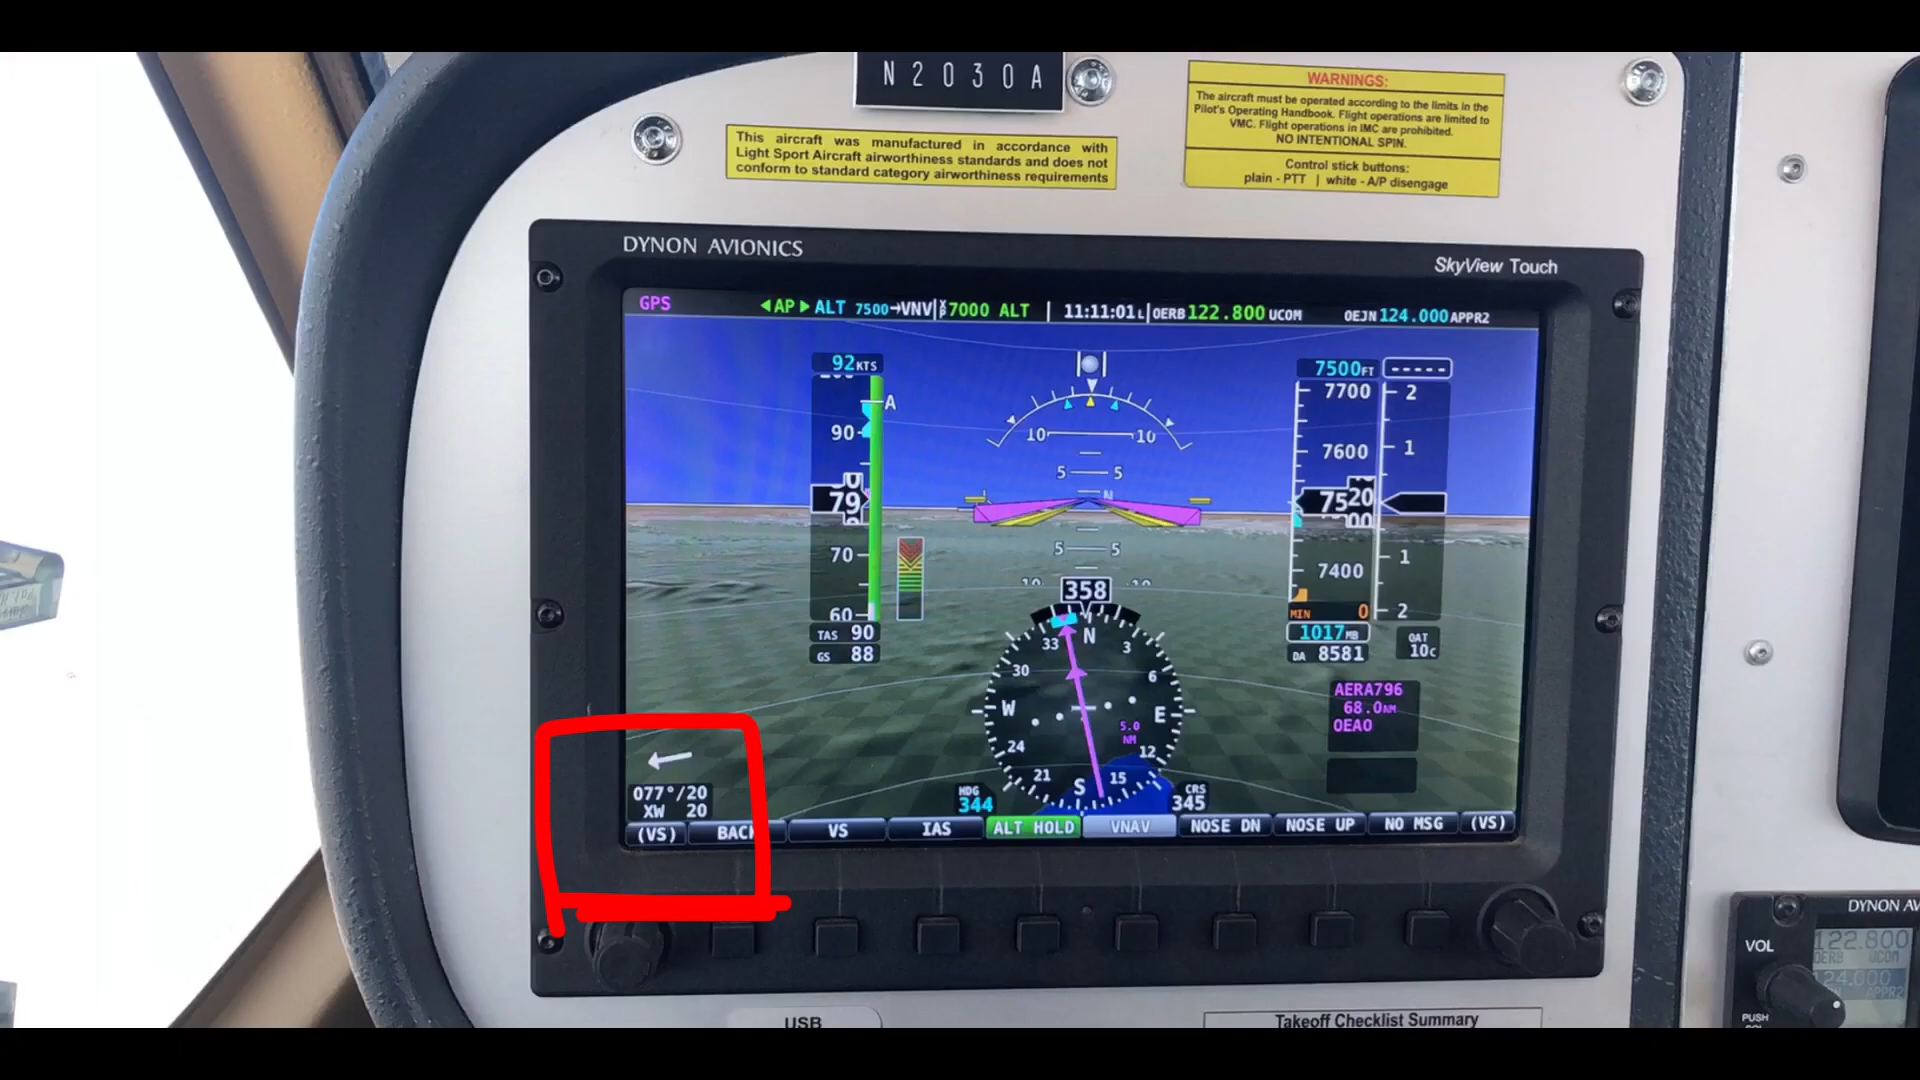 N2030A
This aircraft was manufactured in accordance with
Light Sport Aircraft airworthiness standards and does not
conform to standard category airworthiness requirements
WARNINGS:
The aircraft must be operated according to the limits in the
Pilot's Operating Handbook. Flight operations are limited to
VMC. Flight operations in IMC are prohibited.
NO INTENTIONAL SPIN.
Control stick buttons:
plain - PTT | white - A/P disengage
DYNON AVIONICS
SkyView Touch
GPS
AP ALT 7500→VNV 7000 ALT 11:11:01L OERB 122.800 UCOM OEJN 124.000 APPR2
92KTS
A
90
79
70
60
TAS 90
GS 88
10 10
5 5
N
5 5
10 10
7500FT -----
7700
7600
7520
00
7400
MIN 0
2
1
1
2
1017MB
DA 8581
OAT
10c
358
N
33
3
30
6
W
E
5.0
NM
24
12
21
S
15
HDG
344
CRS
345
AERA796
68.0NM
OEAO
077°/20
XW 20
(VS) BACK VS IAS ALT HOLD VNAV NOSE DN NOSE UP NO MSG (VS)
USB
Takeoff Checklist Summary
DYNON AV
VOL
122.800
OERB UCOM
124.000
APPR2
PUSH